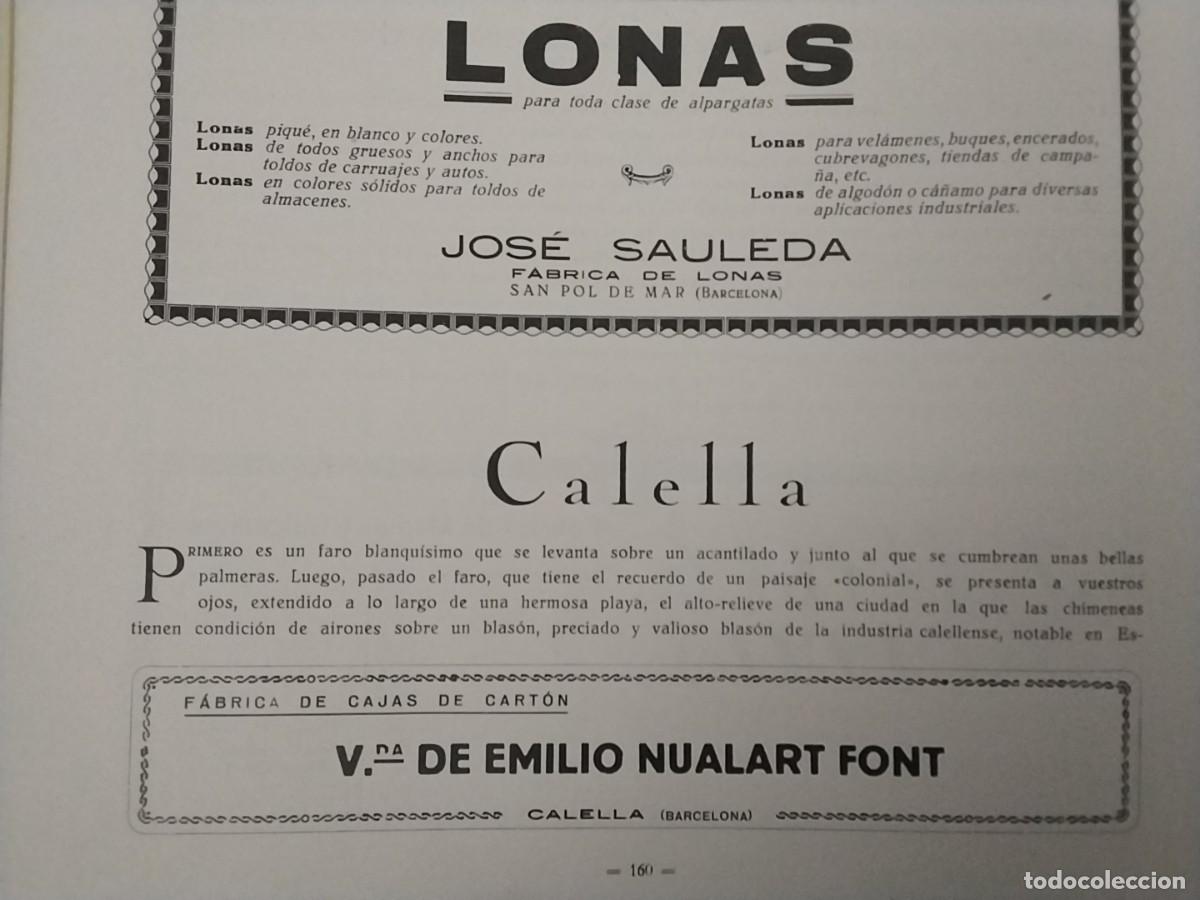 LONAS
para toda clase de alpargatas
Lonas piqué, en blanco y colores.
Lonas de todos gruesos y anchos para
toldos de carruajes y autos.
Lonas en colores sólidos para toldos de
almacenes.
Lonas para velámenes, buques, encerados,
cubrevagones, tiendas de campa-
ña, etc.
Lonas de algodón o cáñamo para diversas
aplicaciones industriales.
JOSÉ SAULEDA
FÁBRICA DE LONAS
SAN POL DE MAR (BARCELONA)
Calella
PRIMERO es un faro blanquísimo que se levanta sobre un acantilado y junto al que se cumbrean unas bellas
palmeras. Luego, pasado el faro, que tiene el recuerdo de un paisaje «colonial», se presenta a vuestros
ojos, extendido a lo largo de una hermosa playa, el alto-relieve de una ciudad en la que las chimeneas
tienen condición de airones sobre un blasón, preciado y valioso blasón de la industria calellense, notable en Es-
FÁBRICA DE CAJAS DE CARTÓN
V.DA DE EMILIO NUALART FONT
CALELLA (BARCELONA)
— 160 —
todocoleccion